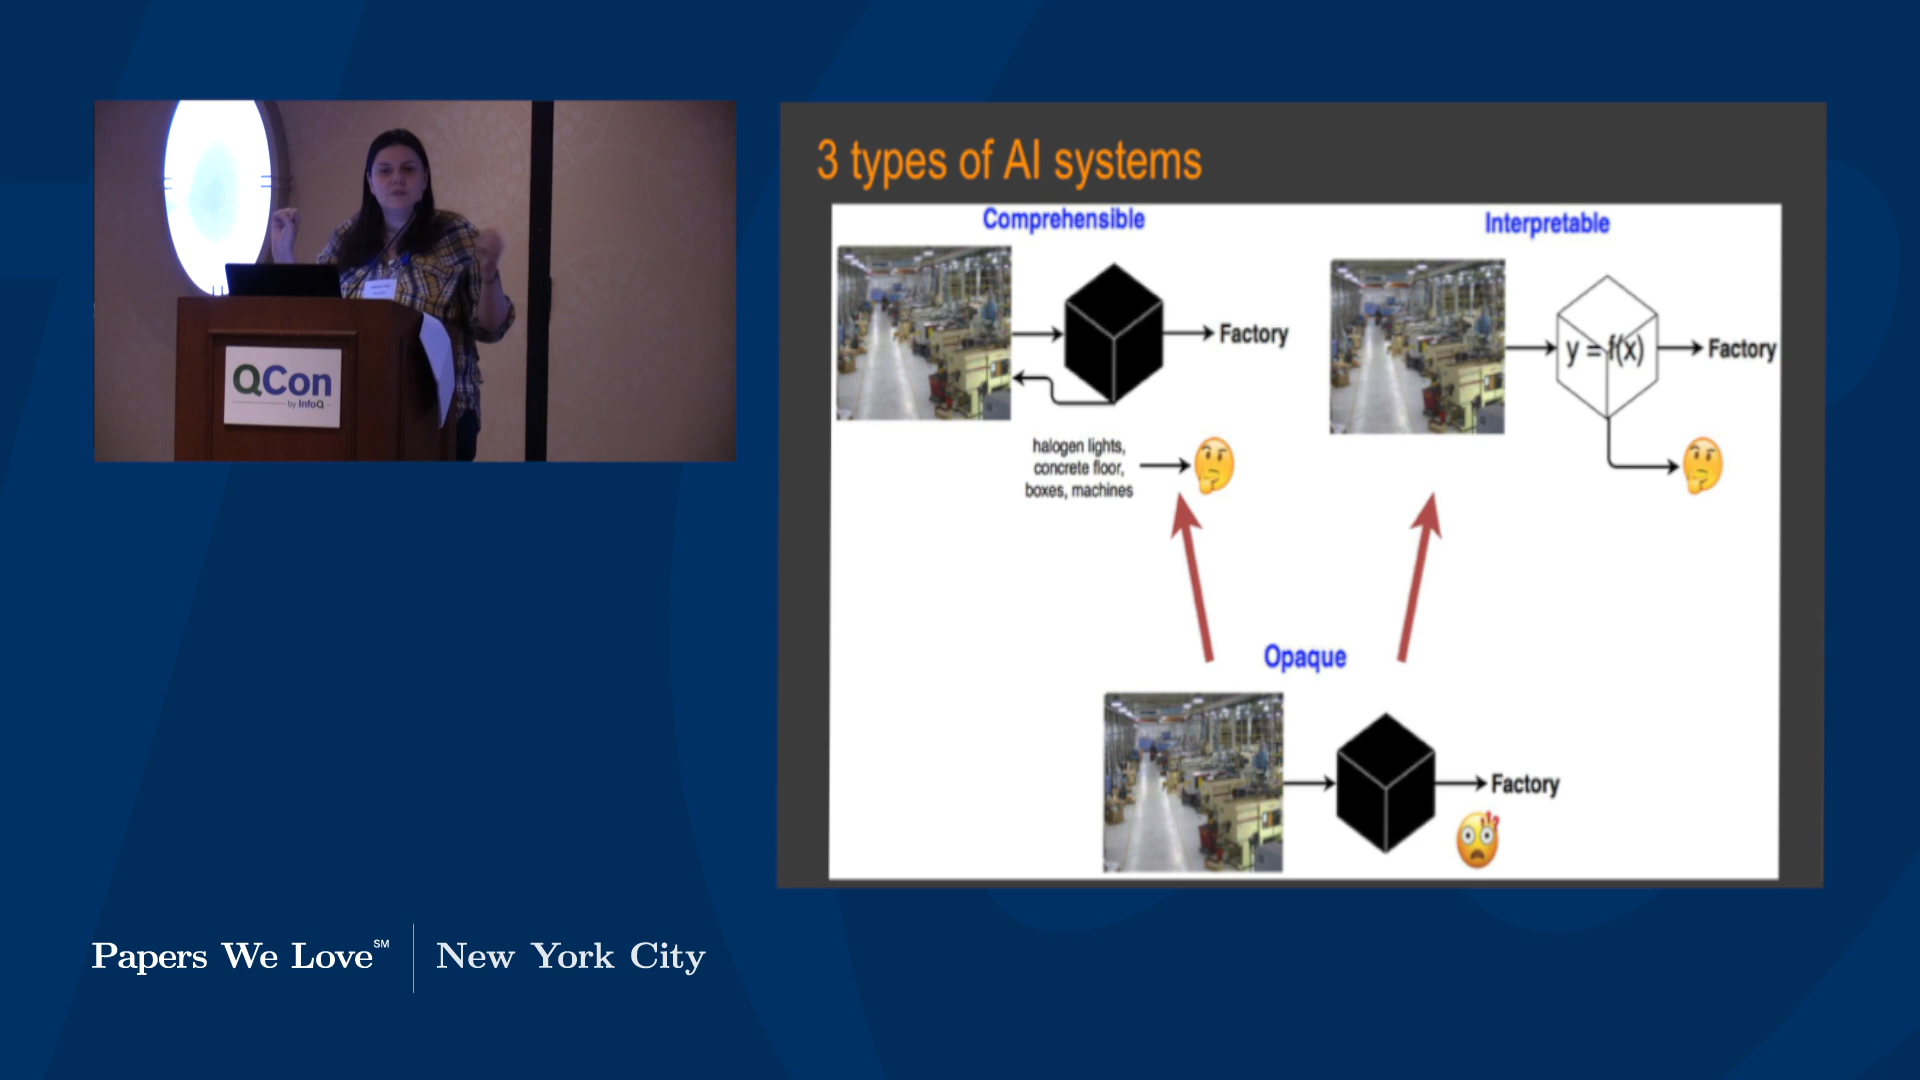 3 types of AI systems
Comprehensible
Factory
halogen lights,
concrete floor,
boxes, machines
Interpretable
y = f(x)
Factory
Opaque
Factory
QCon
by InfoQ
Papers We Love℠
New York City